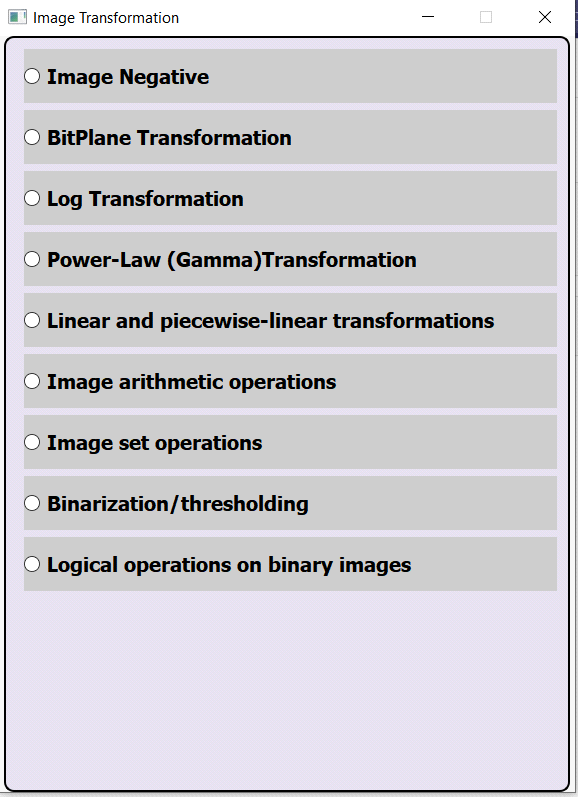 Image Transformation
Image Negative
BitPlane Transformation
Log Transformation
Power-Law (Gamma)Transformation
Linear and piecewise-linear transformations
Image arithmetic operations
Image set operations
Binarization/thresholding
Logical operations on binary images